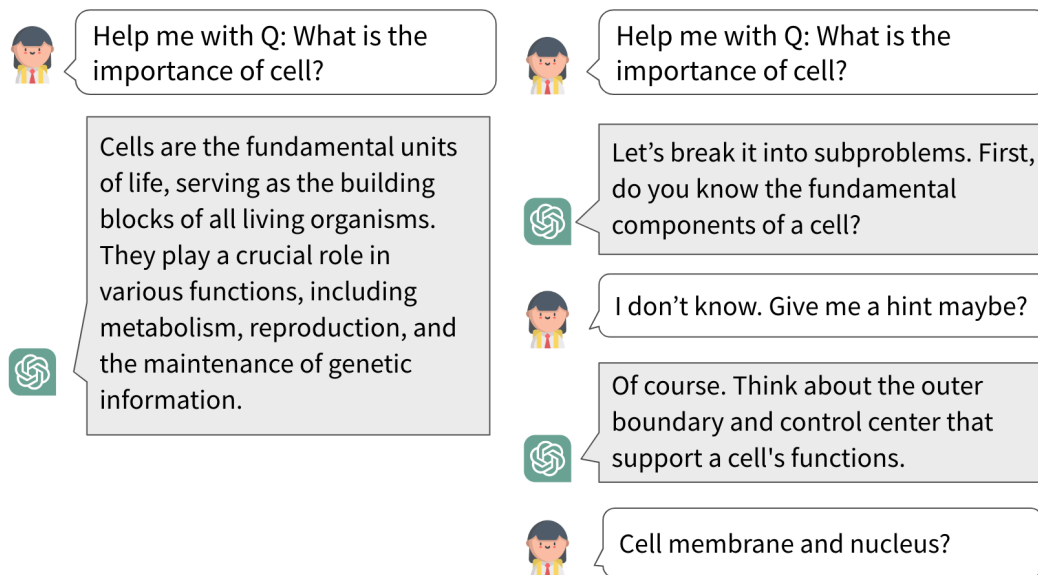 Help me with Q: What is the
importance of cell?
Cells are the fundamental units
of life, serving as the building
blocks of all living organisms.
They play a crucial role in
various functions, including
metabolism, reproduction, and
the maintenance of genetic
information.
Help me with Q: What is the
importance of cell?
Let’s break it into subproblems. First,
do you know the fundamental
components of a cell?
I don’t know. Give me a hint maybe?
Of course. Think about the outer
boundary and control center that
support a cell's functions.
Cell membrane and nucleus?